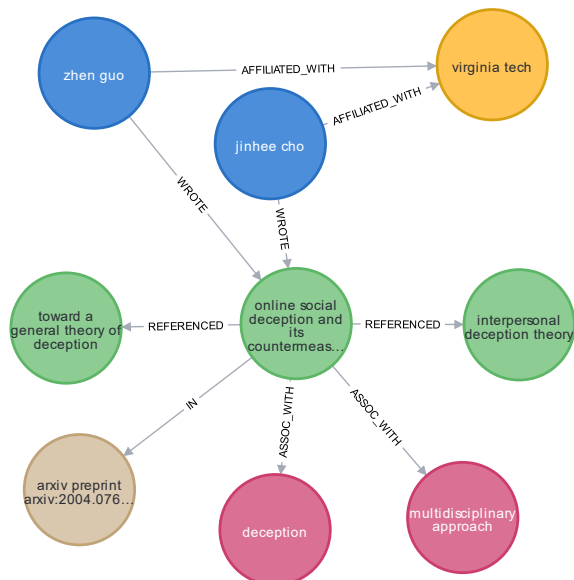 zhen guo
AFFILIATED_WITH
virginia tech
AFFILIATED_WITH
jinhee cho
WROTE
WROTE
toward a
general theory of
deception
REFERENCED
online social
deception and
its
countermeas...
REFERENCED
interpersonal
deception theory
IN
ASSOC_WITH
ASSOC_WITH
arxiv preprint
arxiv:2004.076...
deception
multidisciplinary
approach